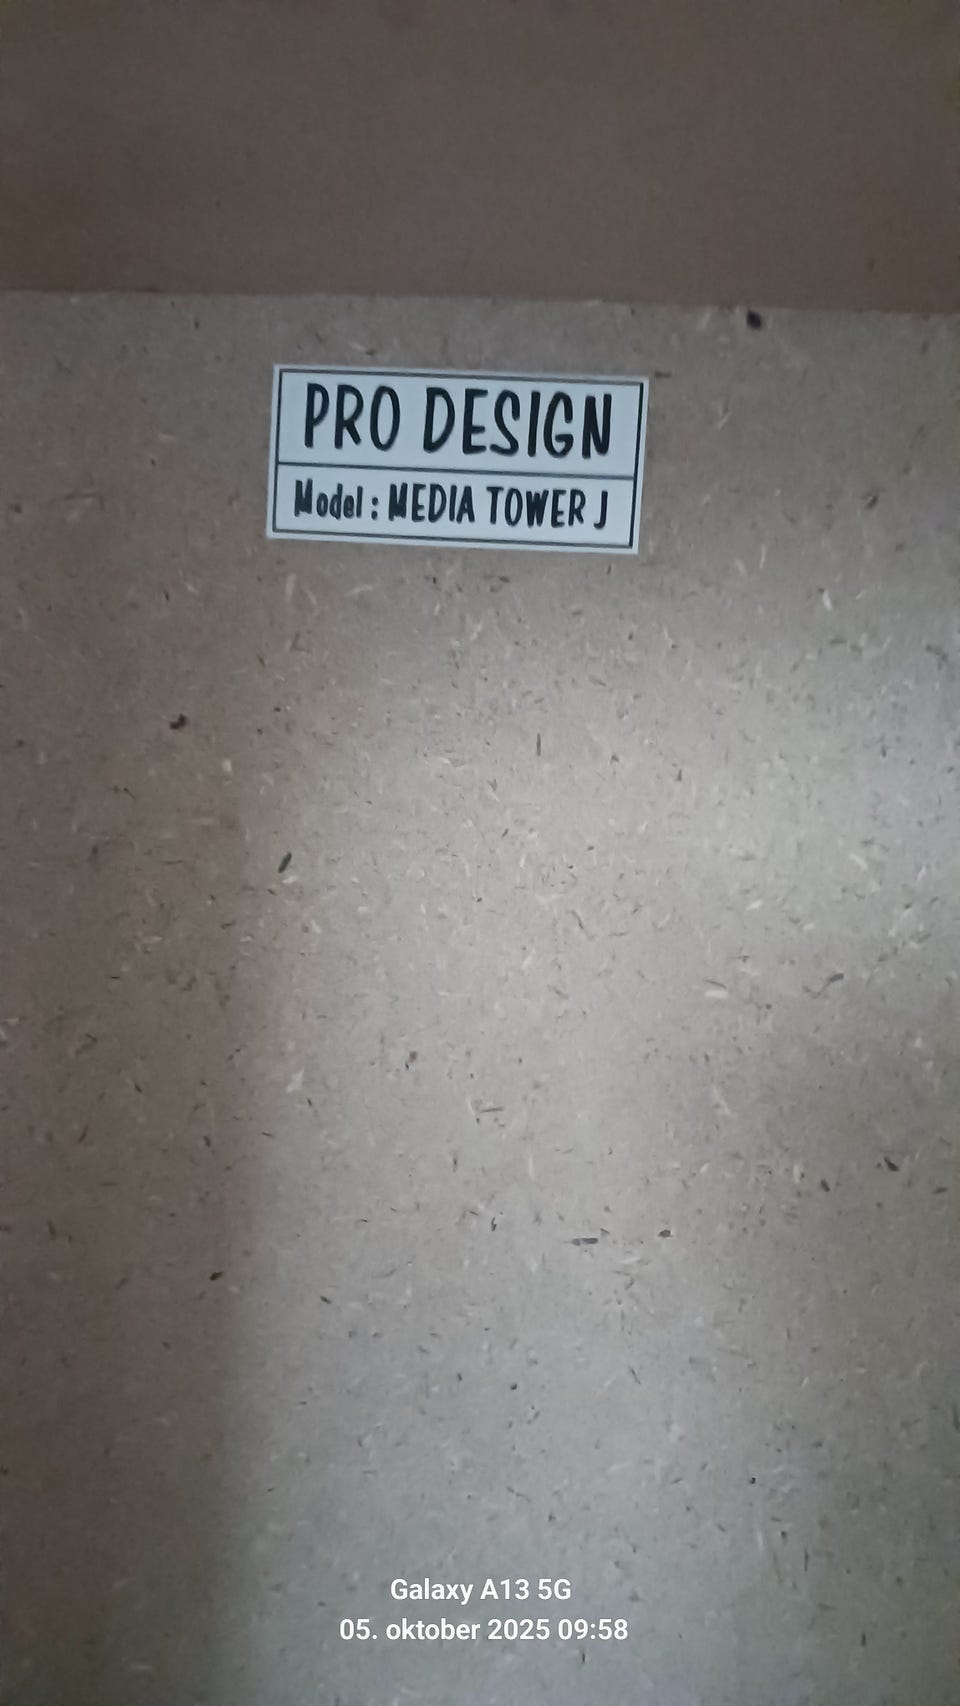 PRO DESIGN
Model : MEDIA TOWER J
Galaxy A13 5G
05. oktober 2025 09:58